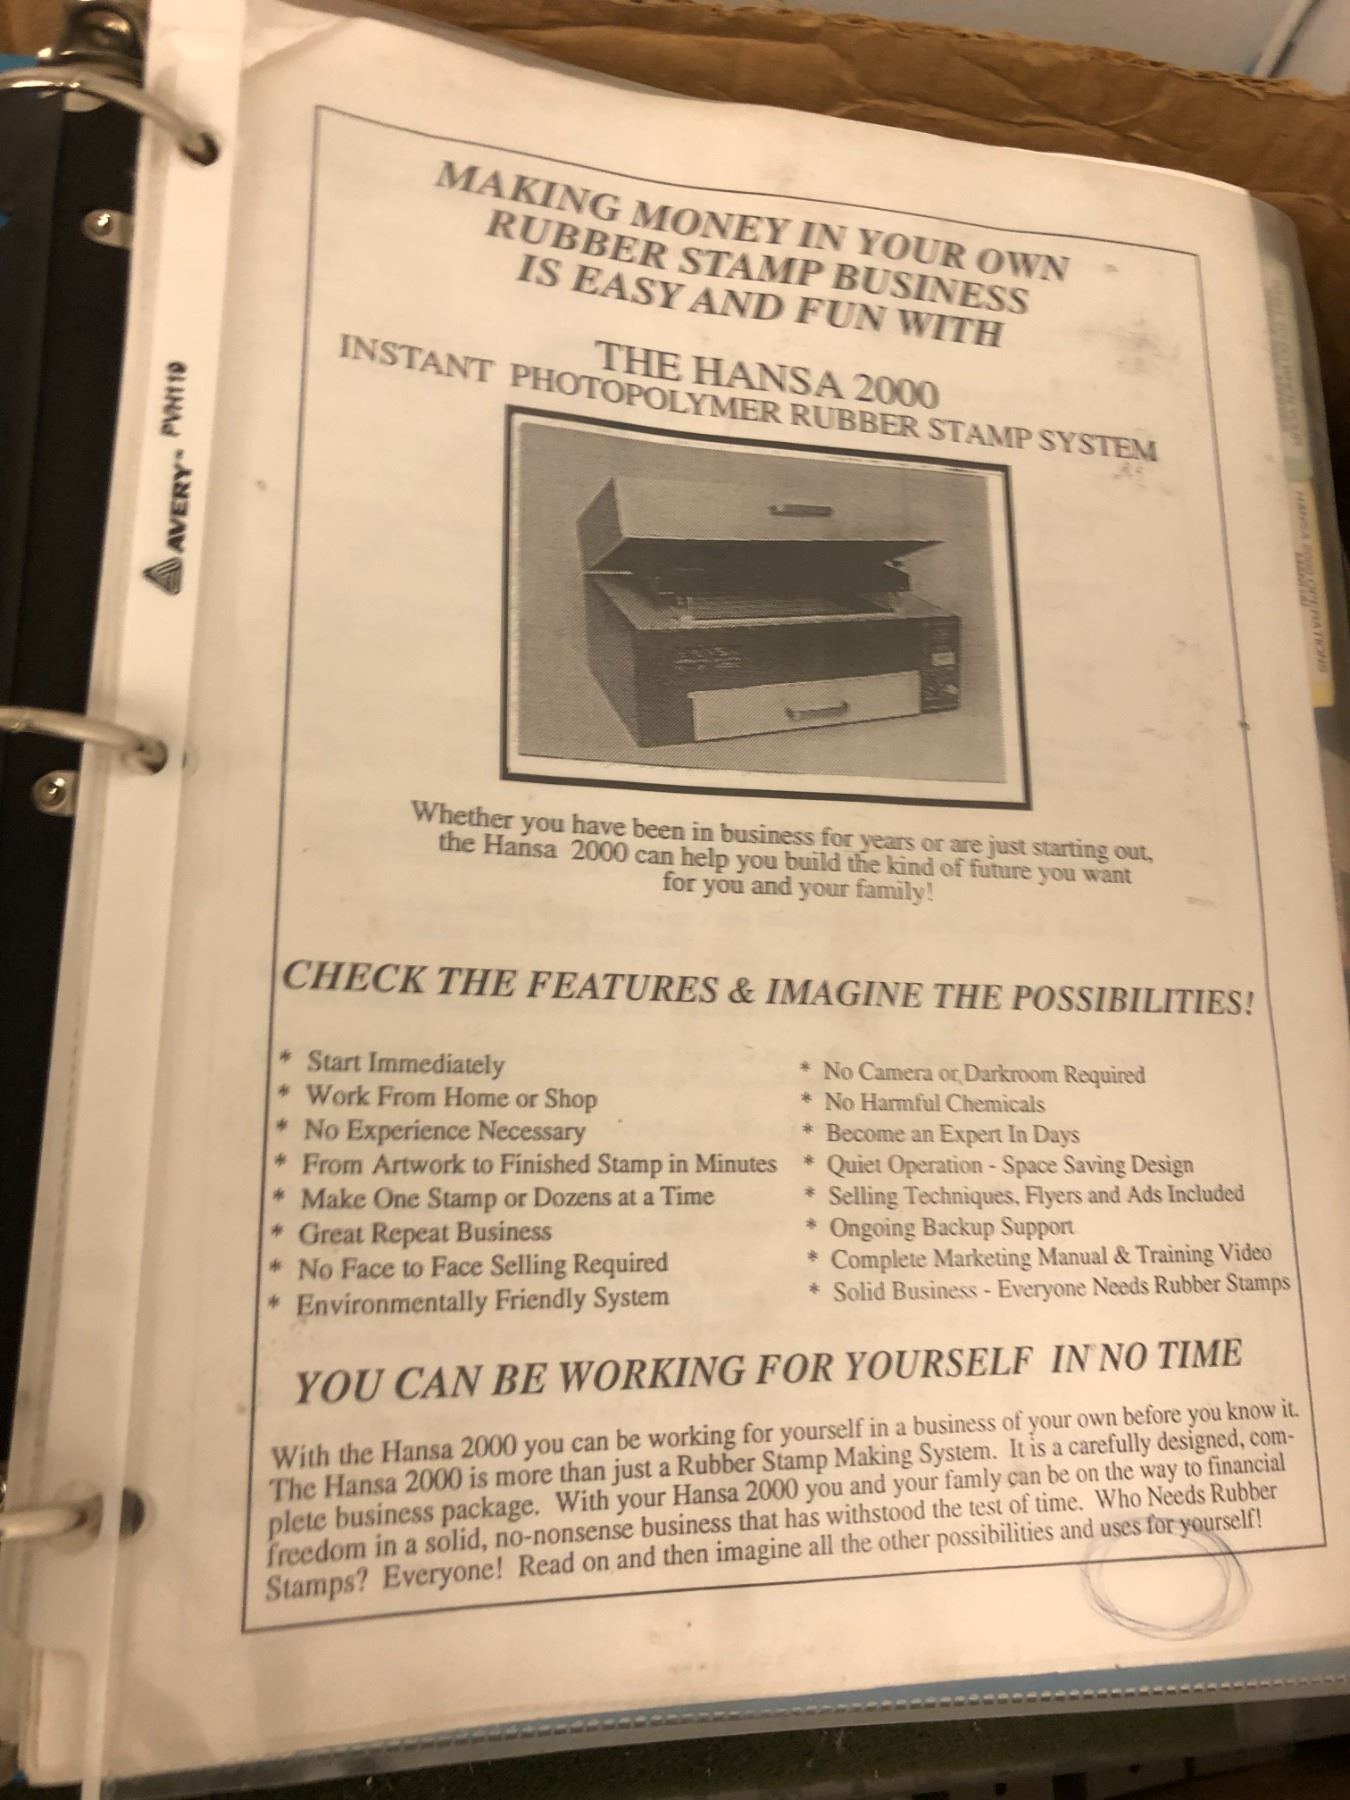 MAKING MONEY IN YOUR OWN
RUBBER STAMP BUSINESS
IS EASY AND FUN WITH
THE HANSA 2000
INSTANT PHOTOPOLYMER RUBBER STAMP SYSTEM
Whether you have been in business for years or are just starting out,
the Hansa 2000 can help you build the kind of future you want
for you and your family!
CHECK THE FEATURES & IMAGINE THE POSSIBILITIES!
* Start Immediately
* Work From Home or Shop
* No Experience Necessary
* From Artwork to Finished Stamp in Minutes
* Make One Stamp or Dozens at a Time
* Great Repeat Business
* No Face to Face Selling Required
* Environmentally Friendly System
* No Camera or Darkroom Required
* No Harmful Chemicals
* Become an Expert In Days
* Quiet Operation - Space Saving Design
* Selling Techniques, Flyers and Ads Included
* Ongoing Backup Support
* Complete Marketing Manual & Training Video
* Solid Business - Everyone Needs Rubber Stamps
YOU CAN BE WORKING FOR YOURSELF IN NO TIME
With the Hansa 2000 you can be working for yourself in a business of your own before you know it.
The Hansa 2000 is more than just a Rubber Stamp Making System. It is a carefully designed, com-
plete business package. With your Hansa 2000 you and your famly can be on the way to financial
freedom in a solid, no-nonsense business that has withstood the test of time. Who Needs Rubber
Stamps? Everyone! Read on and then imagine all the other possibilities and uses for yourself!
AVERY™ PVH119
HANSA 2000 OPERATIONS
MANUAL